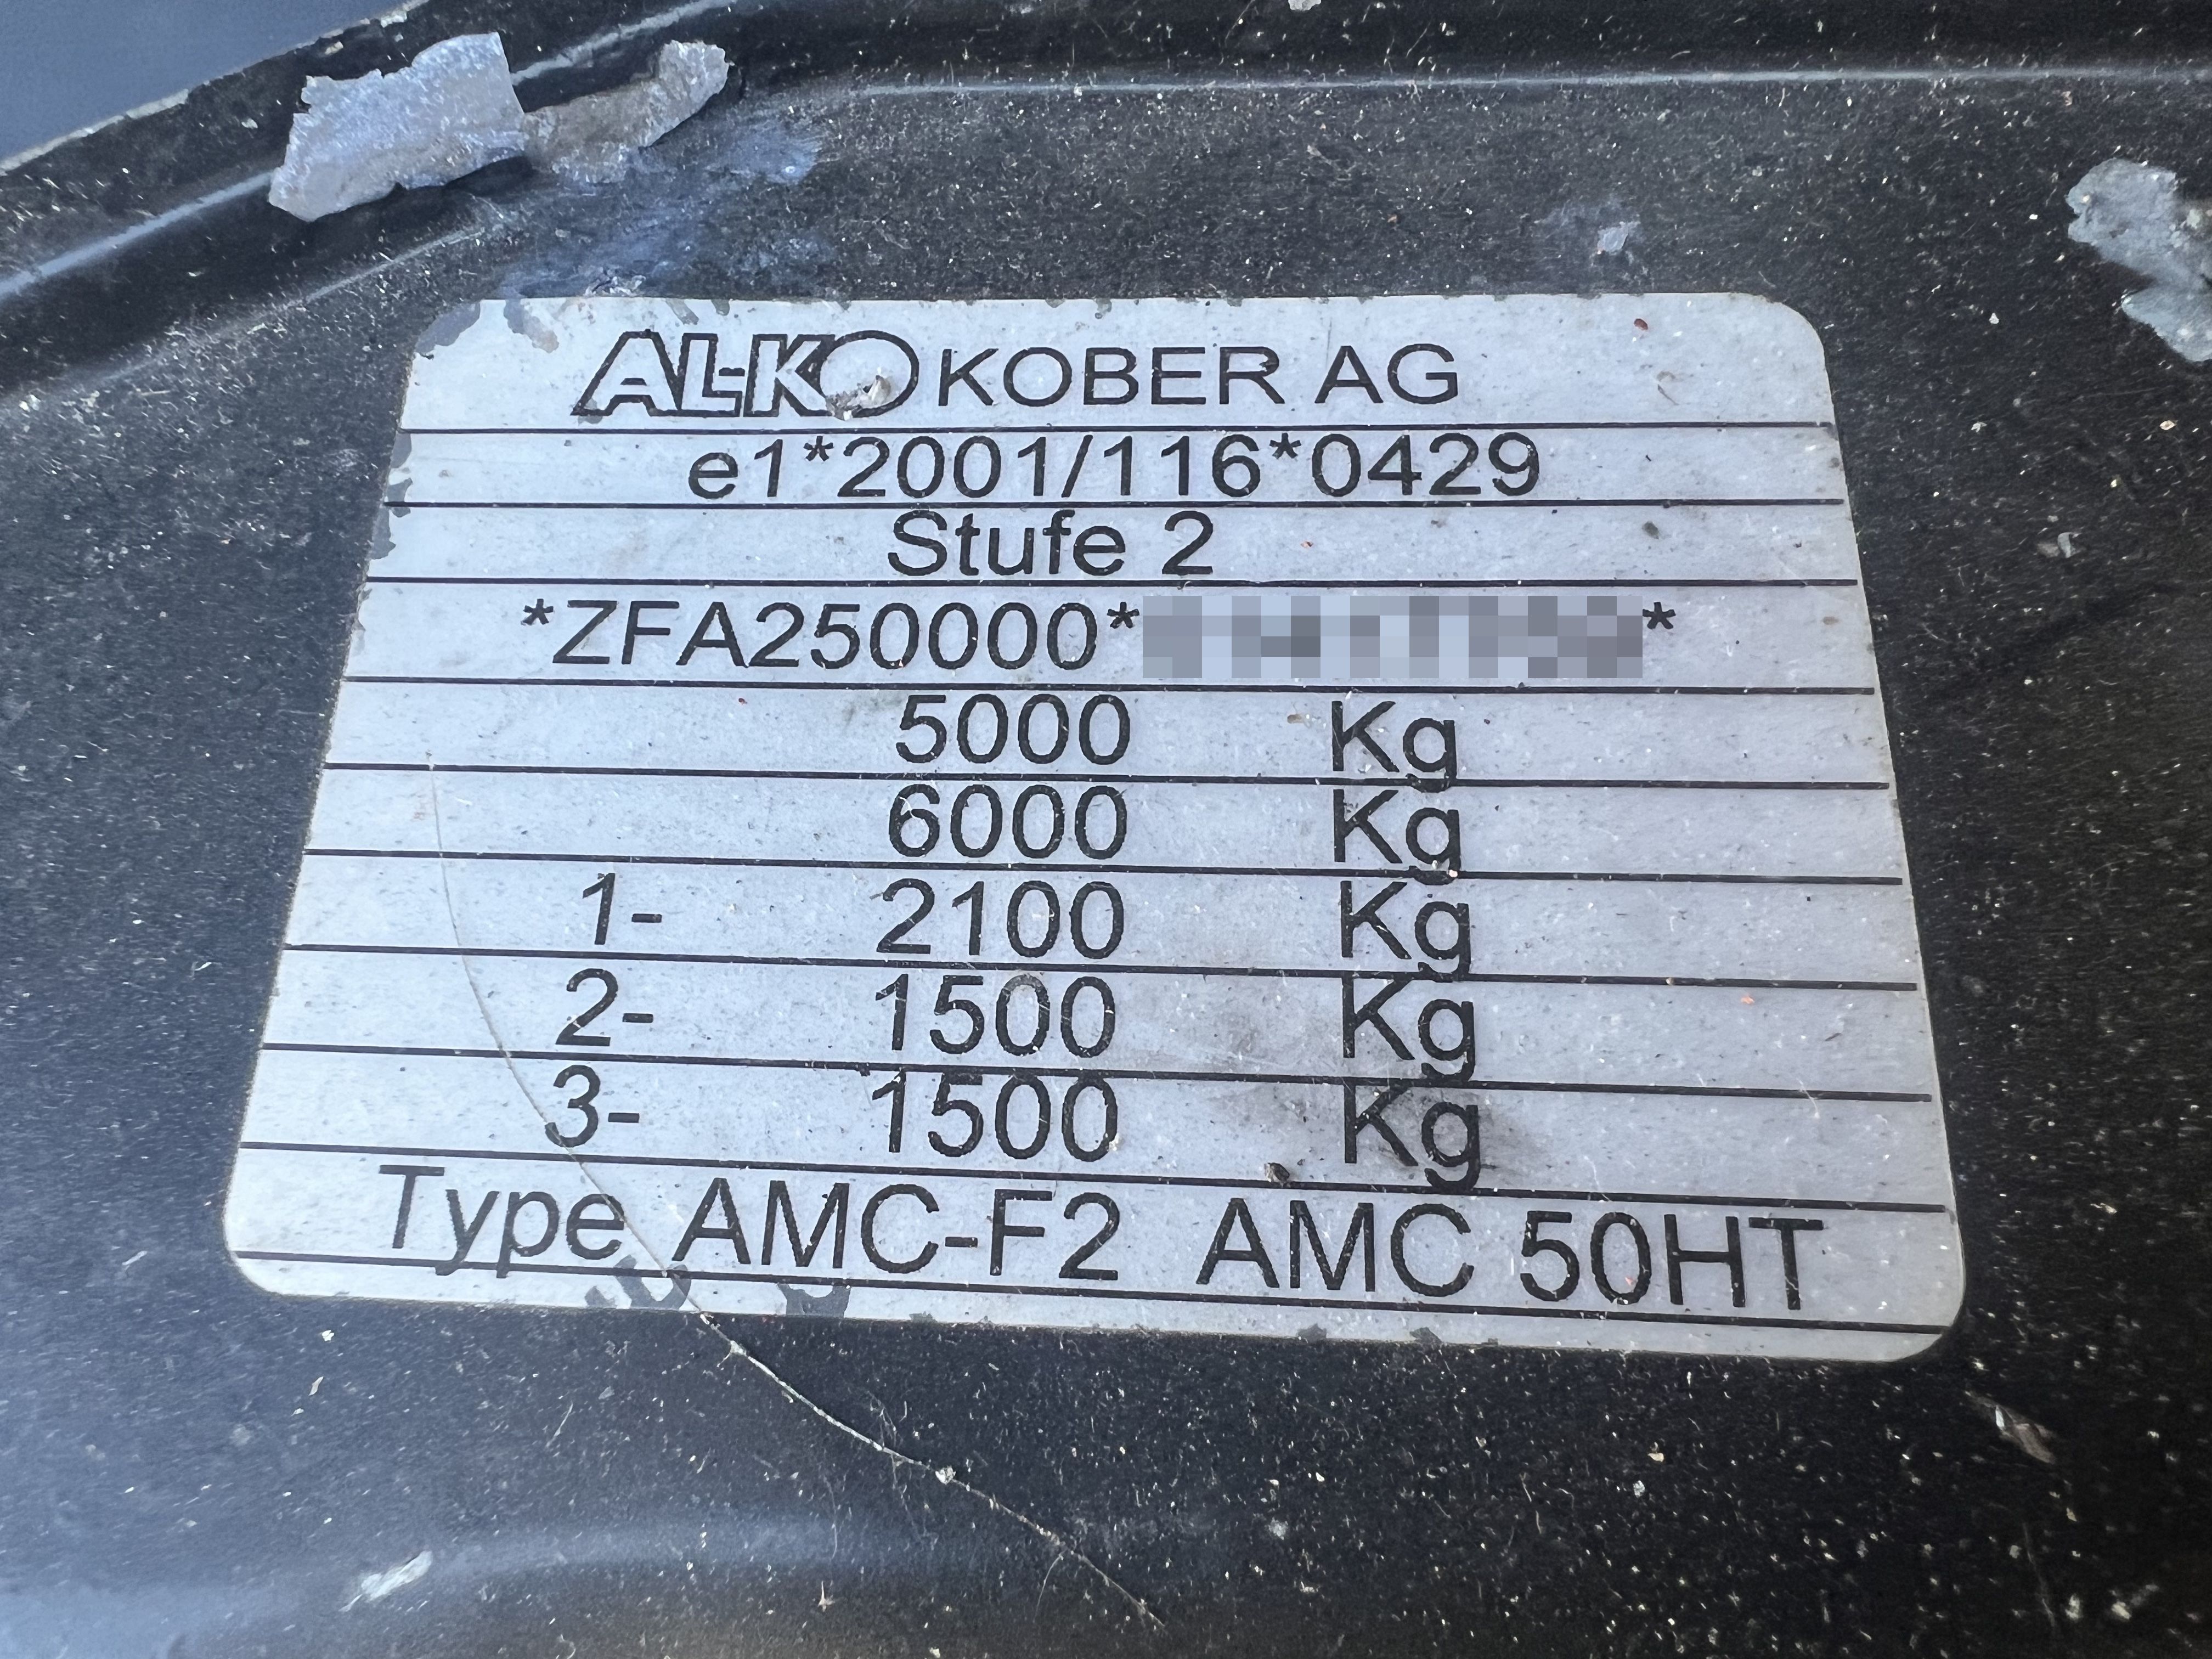 AL-KO KOBER AG
e1*2001/116*0429
Stufe 2
*ZFA250000* *
5000 Kg
6000 Kg
1- 2100 Kg
2- 1500 Kg
3- 1500 Kg
Type AMC-F2 AMC 50HT